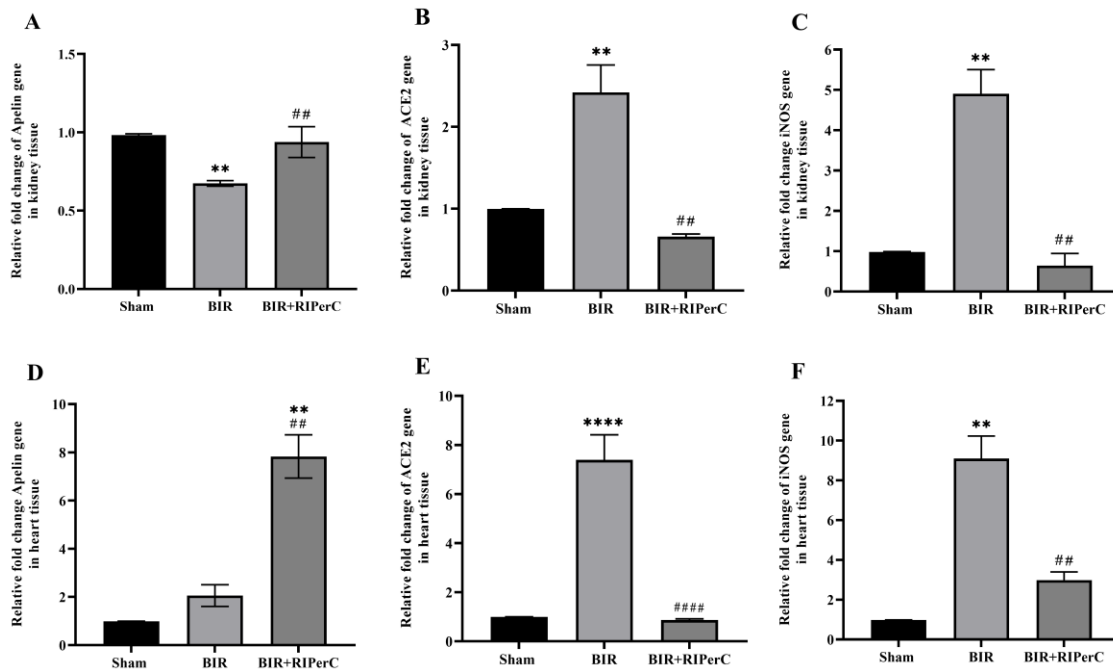 A
Relative fold change of Apelin gene
in kidney tissue
1.5
1.0
0.5
0.0
**
##
Sham BIR BIR+RIPerC
B
Relative fold change of ACE2 gene
in kidney tissue
3
2
1
0
**
##
Sham BIR BIR+RIPerC
C
Relative fold change iNOS gene
in kidney tissue
6
5
4
3
2
1
0
**
##
Sham BIR BIR+RIPerC
D
Relative fold change Apelin gene
in heart tissue
10
8
6
4
2
0
**
##
Sham BIR BIR+RIPerC
E
Relative fold change of ACE2 gene
in heart tissue
10
8
6
4
2
0
****
####
Sham BIR BIR+RIPerC
F
Relative fold change of iNOS gene
in heart tissue
12
10
8
6
4
2
0
**
##
Sham BIR BIR+RIPerC